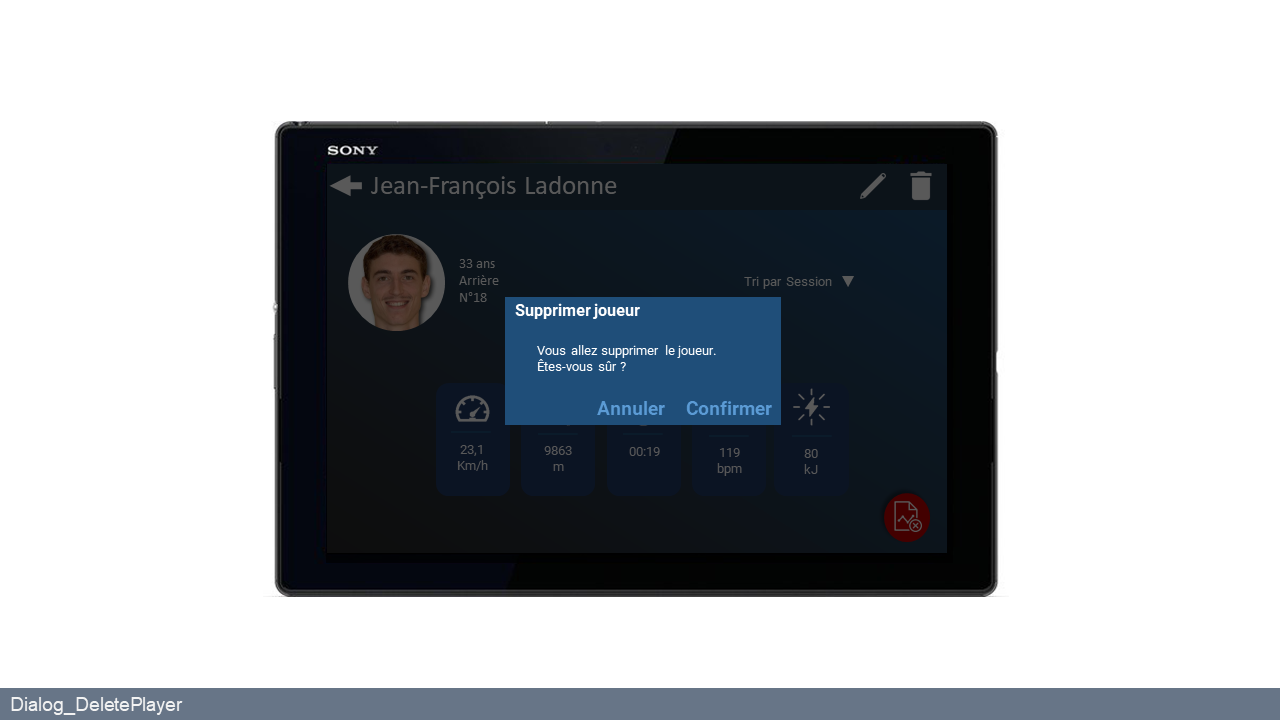 SONY
Jean-François Ladonne
33 ans
Arrière
N°18
Tri par Session
Supprimer joueur
Vous allez supprimer le joueur.
Êtes-vous sûr ?
Annuler Confirmer
23,1
Km/h
9863
m
00:19
119
bpm
80
kJ
Dialog_DeletePlayer